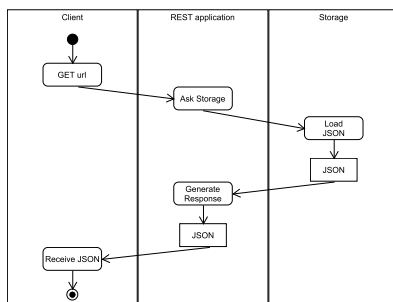 Client
REST application
Storage
GET url
Ask Storage
Load
JSON
JSON
Generate
Response
JSON
Receive JSON